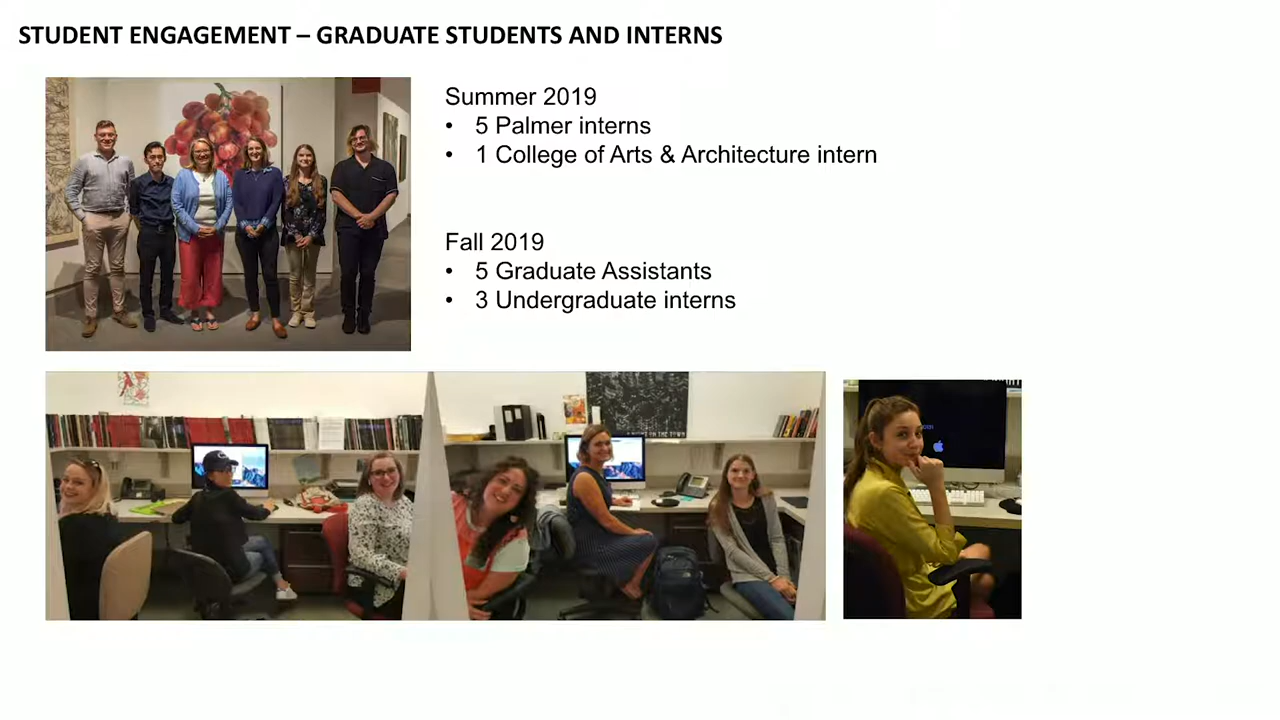 STUDENT ENGAGEMENT – GRADUATE STUDENTS AND INTERNS
Summer 2019
• 5 Palmer interns
• 1 College of Arts & Architecture intern
Fall 2019
• 5 Graduate Assistants
• 3 Undergraduate interns